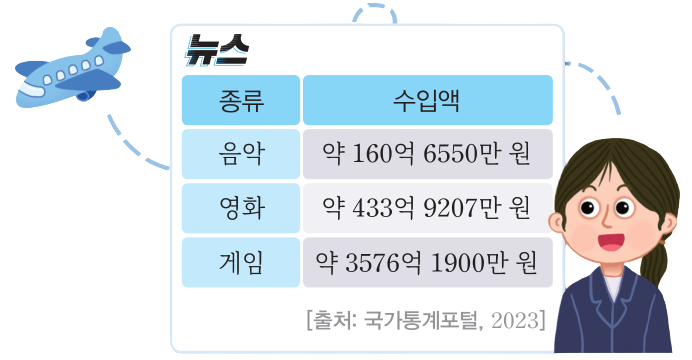 뉴스
종류 수입액
음악 약 160억 6550만 원
영화 약 433억 9207만 원
게임 약 3576억 1900만 원
[출처: 국가통계포털, 2023]